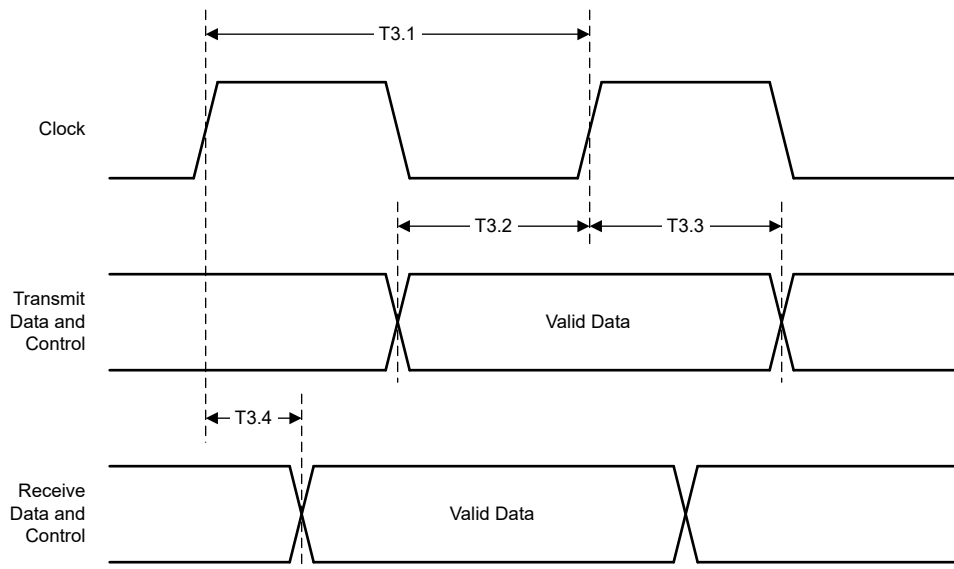 T3.1
Clock
T3.2
T3.3
Transmit
Data and
Control
Valid Data
T3.4
Receive
Data and
Control
Valid Data